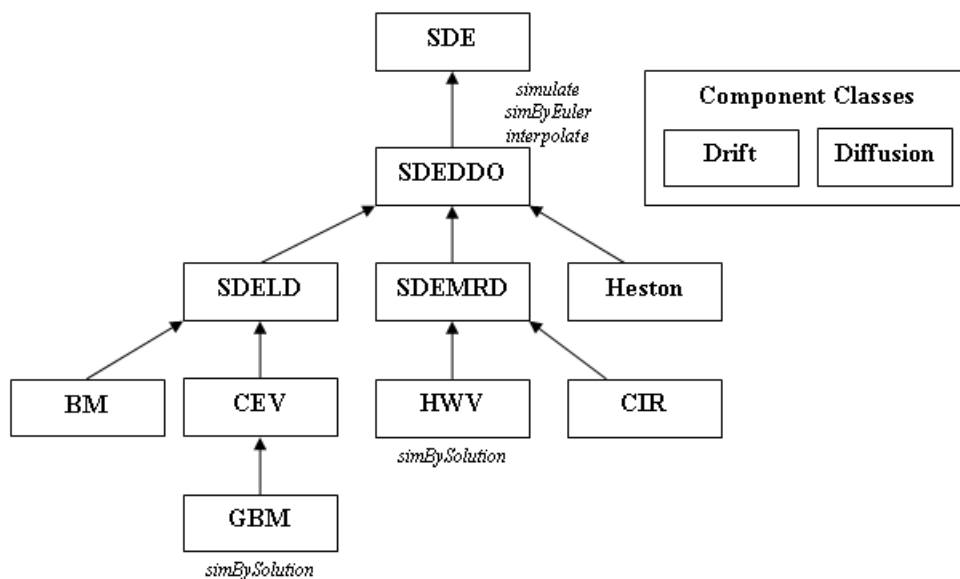 SDE
simulate
simByEuler
interpolate
Component Classes
Drift
Diffusion
SDEDDO
SDELD
SDEMRD
Heston
BM
CEV
HWV
CIR
simBySolution
GBM
simBySolution